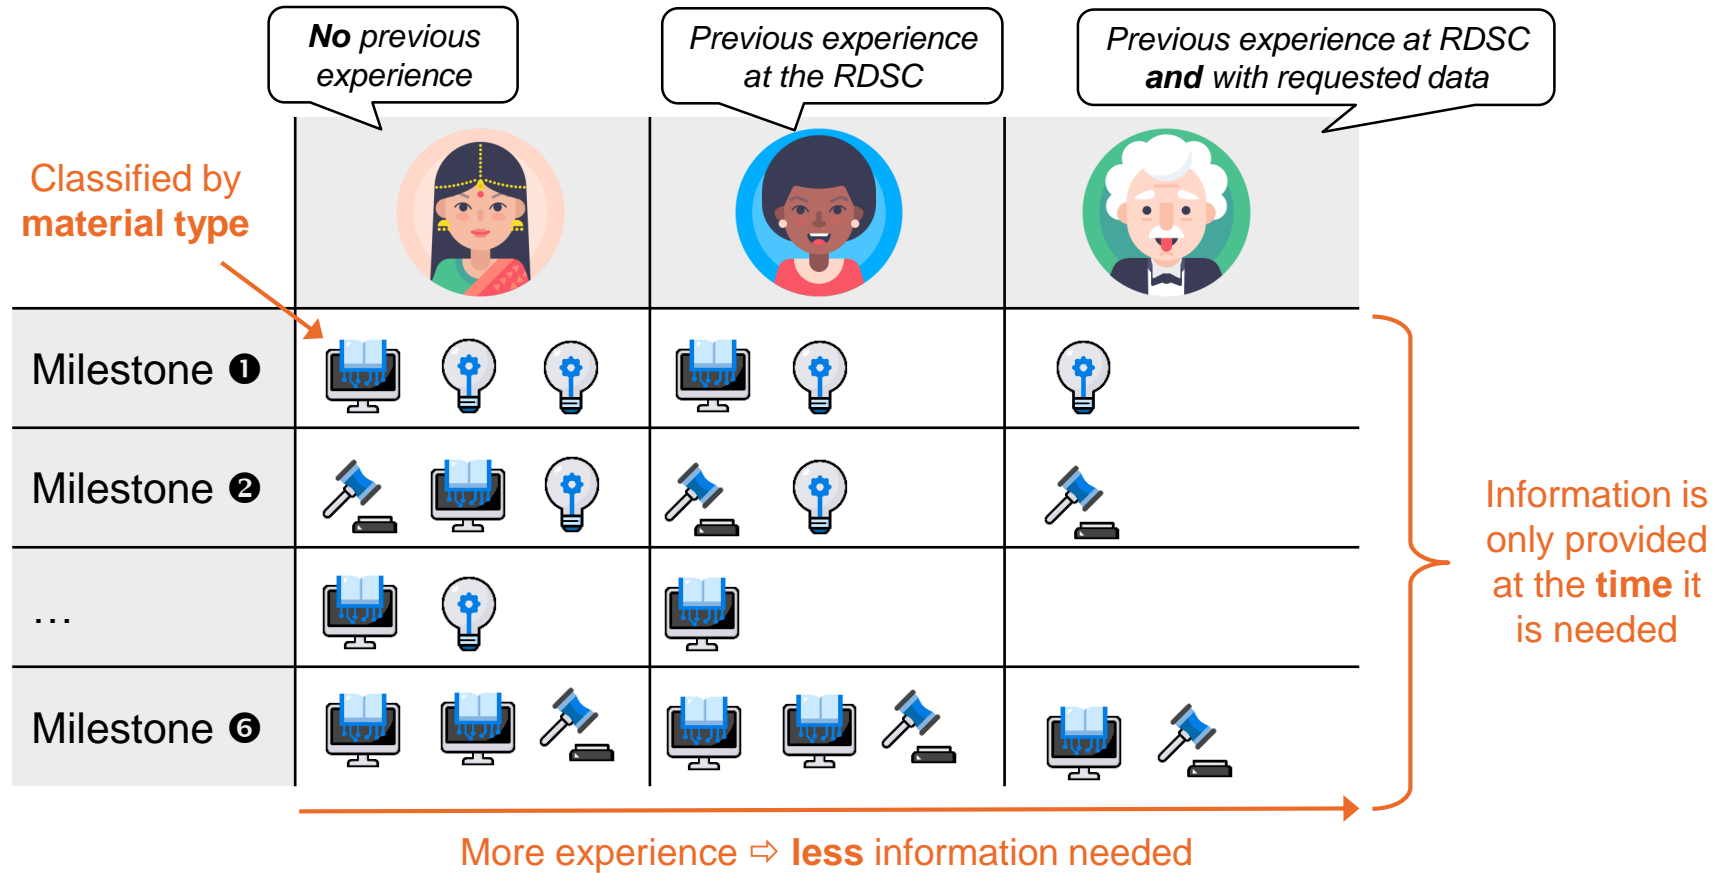 No previous
experience
Previous experience
at the RDSC
Previous experience at RDSC
and with requested data
Classified by
material type
Milestone ❶
Milestone ❷
…
Milestone ❻
Information is
only provided
at the time it
is needed
More experience ⇨ less information needed